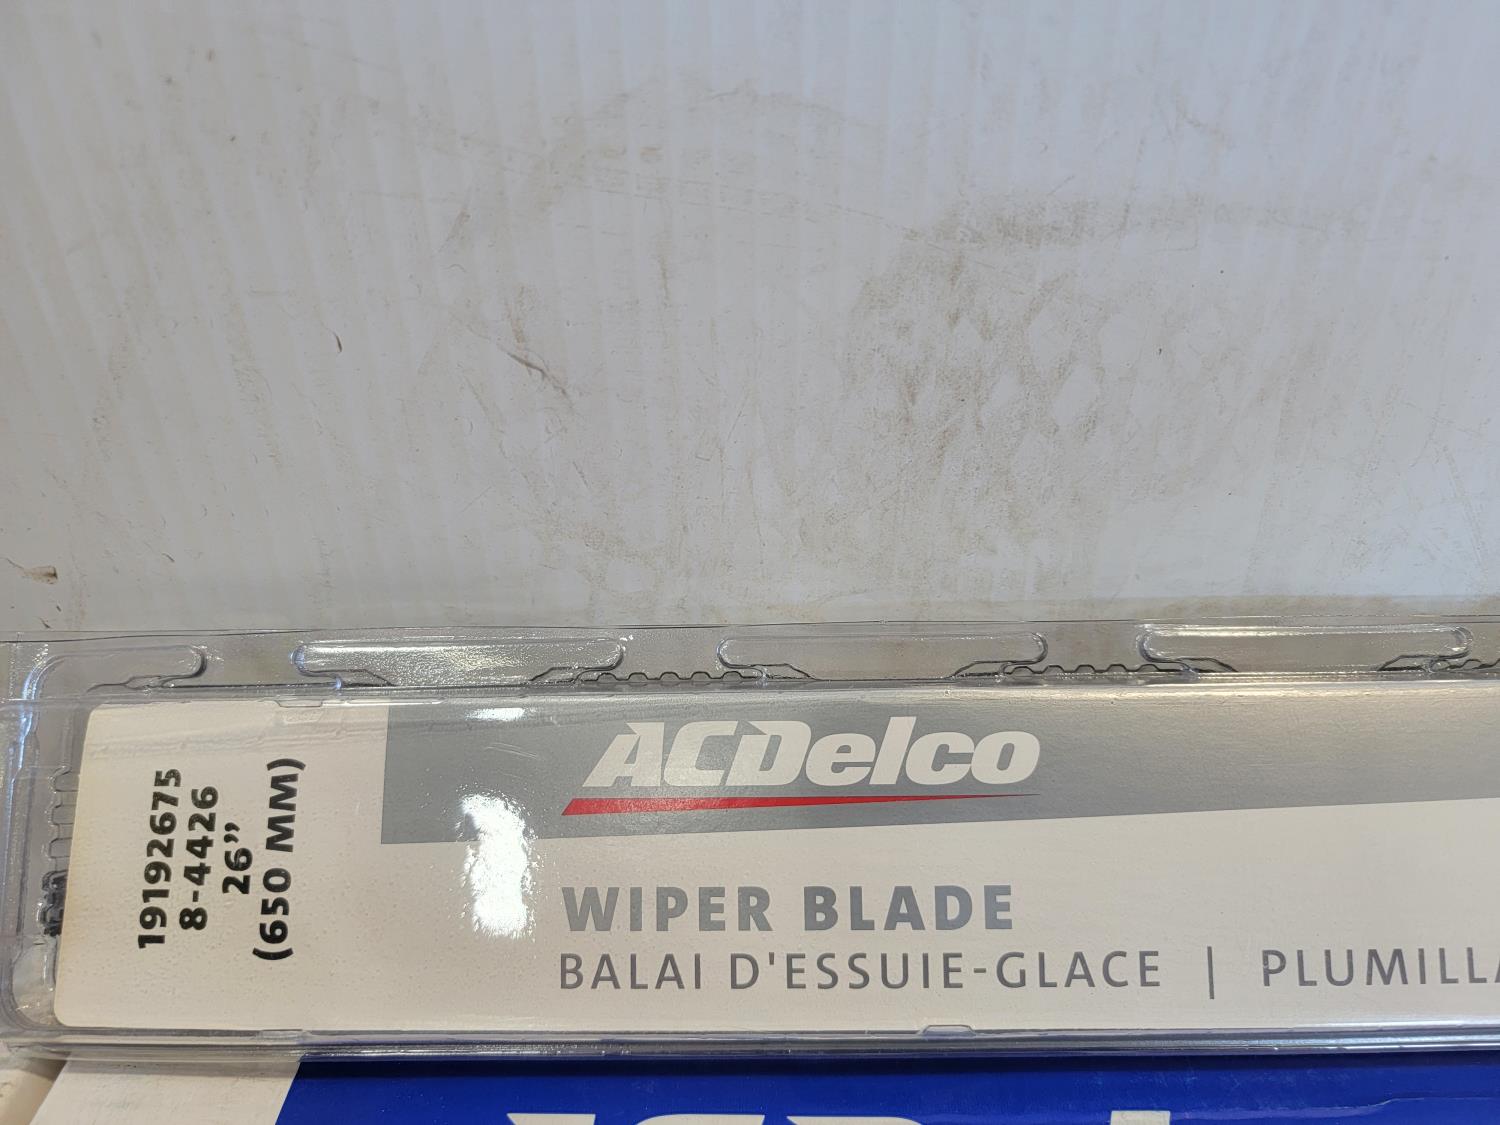 19192675
8-4426
26”
(650 MM)
ACDelco
WIPER BLADE
BALAI D'ESSUIE-GLACE | PLUMILLA